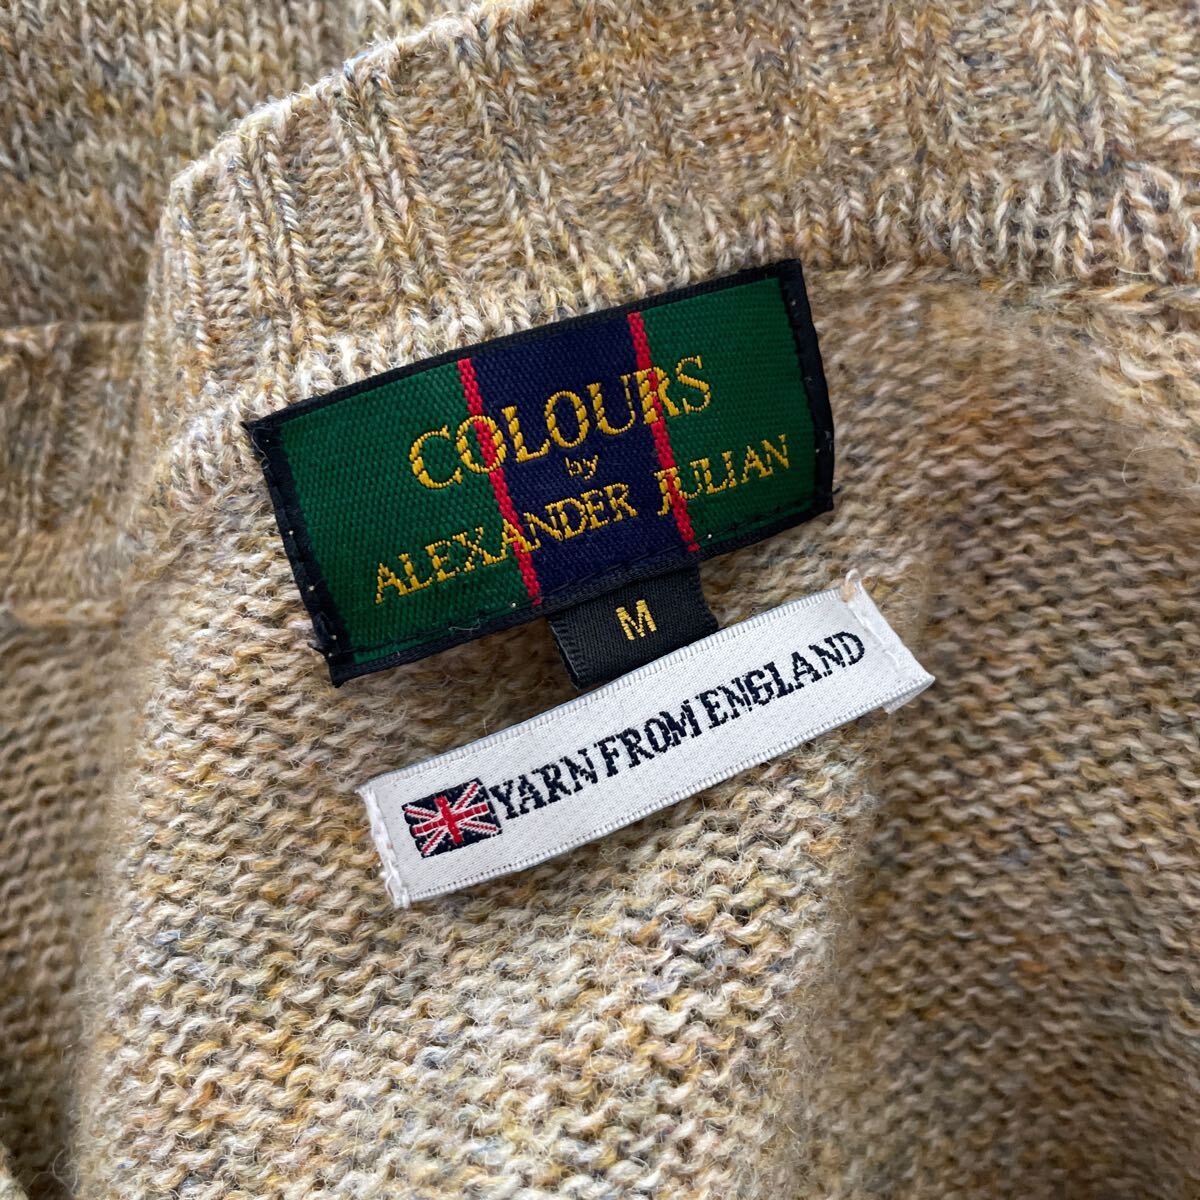 COLOURS
by
ALEXANDER JULIAN
M
YARN FROM ENGLAND